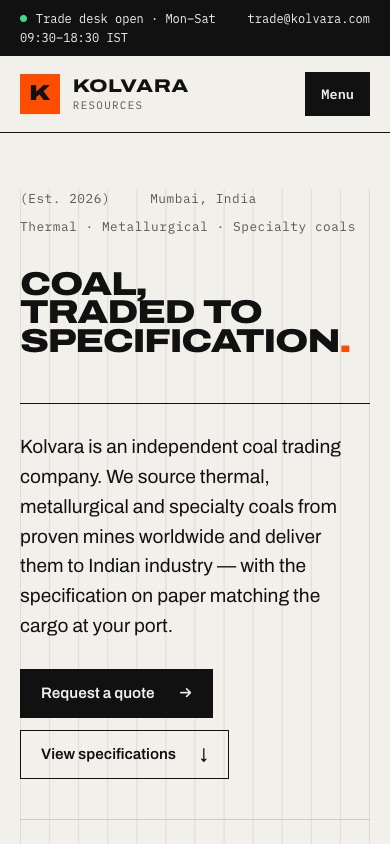 Trade desk open · Mon–Sat
09:30–18:30 IST
trade@kolvara.com
K
KOLVARA
RESOURCES
Menu
(Est. 2026) Mumbai, India
Thermal · Metallurgical · Specialty coals
COAL,
TRADED TO
SPECIFICATION.
Kolvara is an independent coal trading
company. We source thermal,
metallurgical and specialty coals from
proven mines worldwide and deliver
them to Indian industry — with the
specification on paper matching the
cargo at your port.
Request a quote →
View specifications ↓